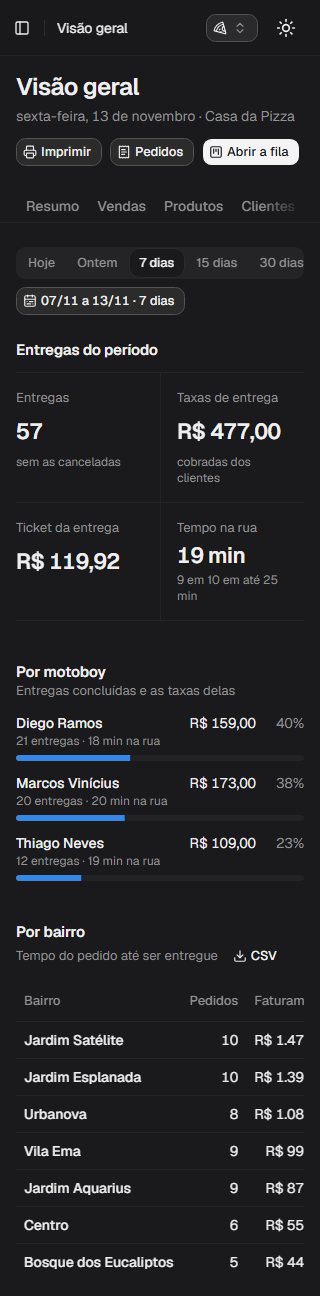 Visão geral
Visão geral
sexta-feira, 13 de novembro · Casa da Pizza
Imprimir
Pedidos
Abrir a fila
Resumo
Vendas
Produtos
Clientes
Hoje
Ontem
7 dias
15 dias
30 dias
07/11 a 13/11 · 7 dias
Entregas do período
Entregas
57
sem as canceladas
Taxas de entrega
R$ 477,00
cobradas dos
clientes
Ticket da entrega
R$ 119,92
Tempo na rua
19 min
9 em 10 em até 25
min
Por motoboy
Entregas concluídas e as taxas delas
Diego Ramos R$ 159,00 40%
21 entregas · 18 min na rua
Marcos Vinícius R$ 173,00 38%
20 entregas · 20 min na rua
Thiago Neves R$ 109,00 23%
12 entregas · 19 min na rua
Por bairro
Tempo do pedido até ser entregue CSV
Bairro Pedidos Faturam
Jardim Satélite 10 R$ 1.47
Jardim Esplanada 10 R$ 1.39
Urbanova 8 R$ 1.08
Vila Ema 9 R$ 99
Jardim Aquarius 9 R$ 87
Centro 6 R$ 55
Bosque dos Eucaliptos 5 R$ 44